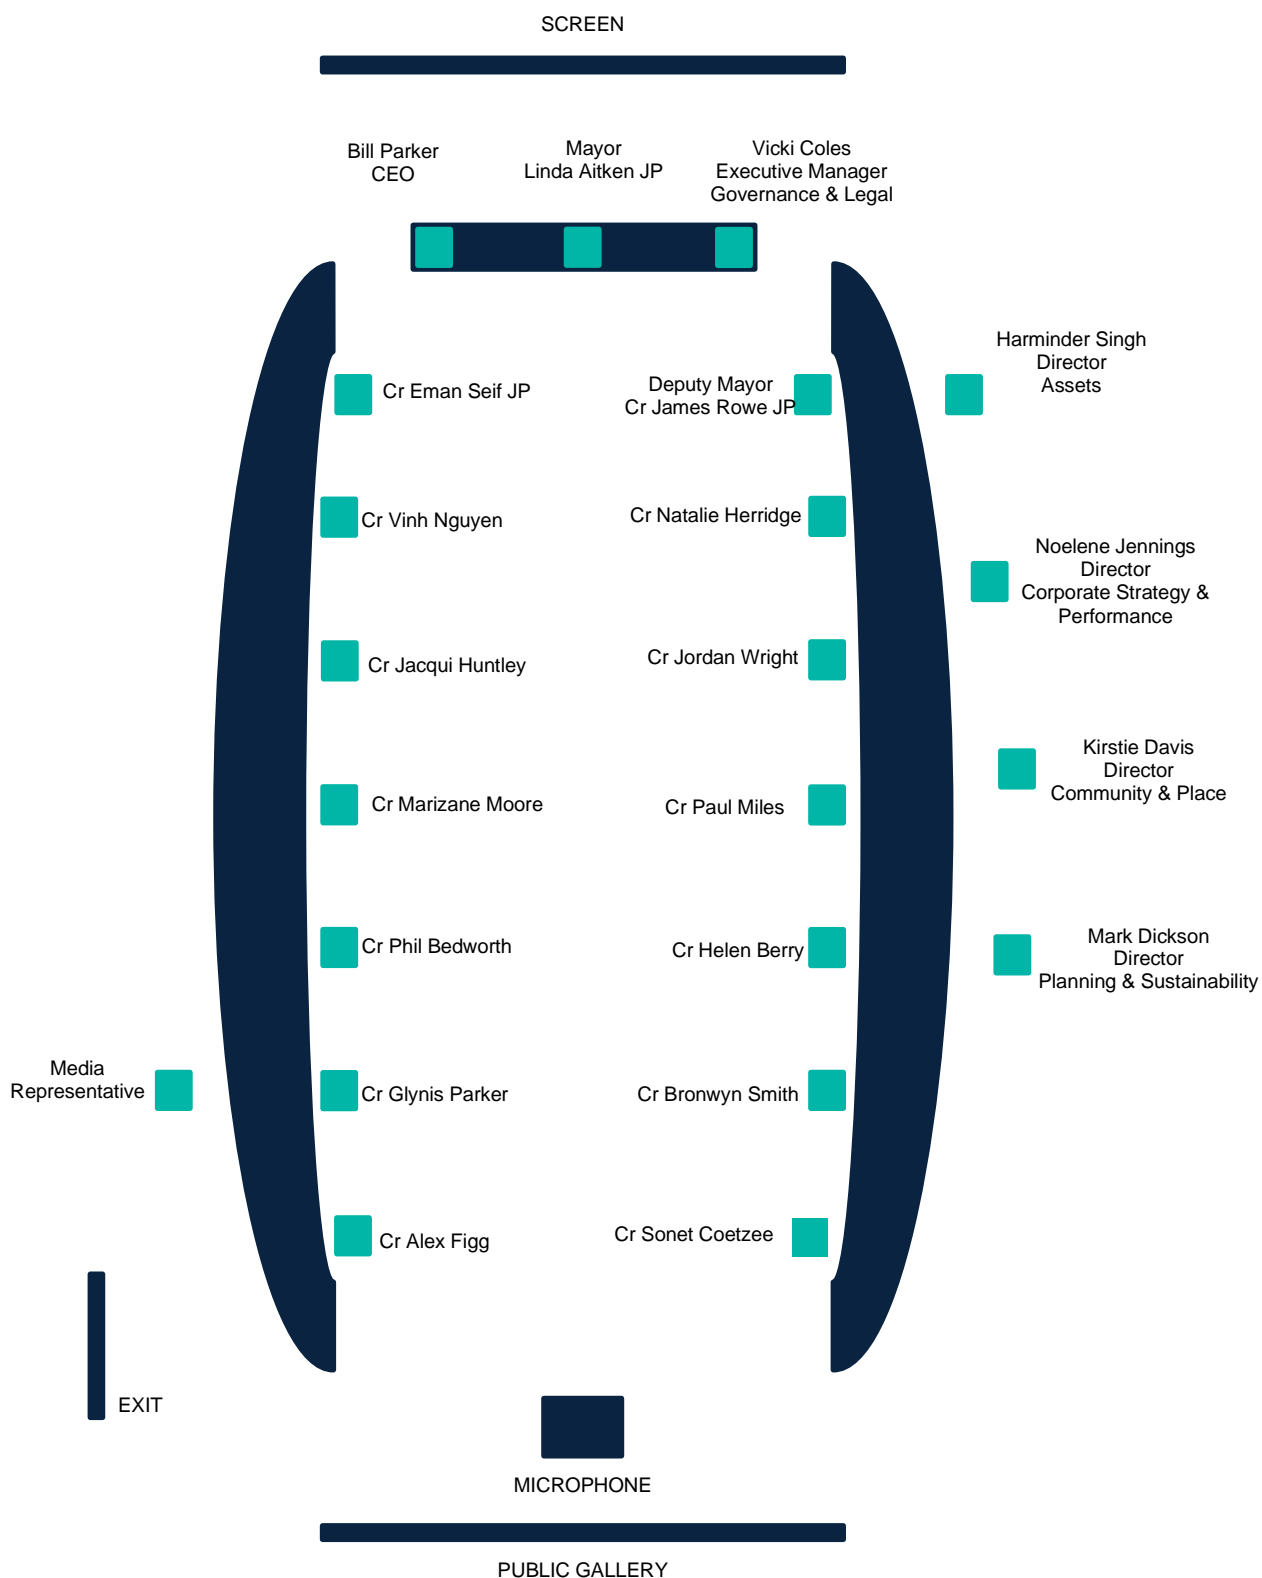 SCREEN
Bill Parker
CEO
Mayor
Linda Aitken JP
Vicki Coles
Executive Manager
Governance & Legal
Harminder Singh
Director
Assets
Cr Eman Seif JP
Deputy Mayor
Cr James Rowe JP
Cr Vinh Nguyen
Cr Natalie Herridge
Noelene Jennings
Director
Corporate Strategy &
Performance
Cr Jacqui Huntley
Cr Jordan Wright
Kirstie Davis
Director
Community & Place
Cr Marizane Moore
Cr Paul Miles
Cr Phil Bedworth
Cr Helen Berry
Mark Dickson
Director
Planning & Sustainability
Media
Representative
Cr Glynis Parker
Cr Bronwyn Smith
Cr Alex Figg
Cr Sonet Coetzee
EXIT
MICROPHONE
PUBLIC GALLERY